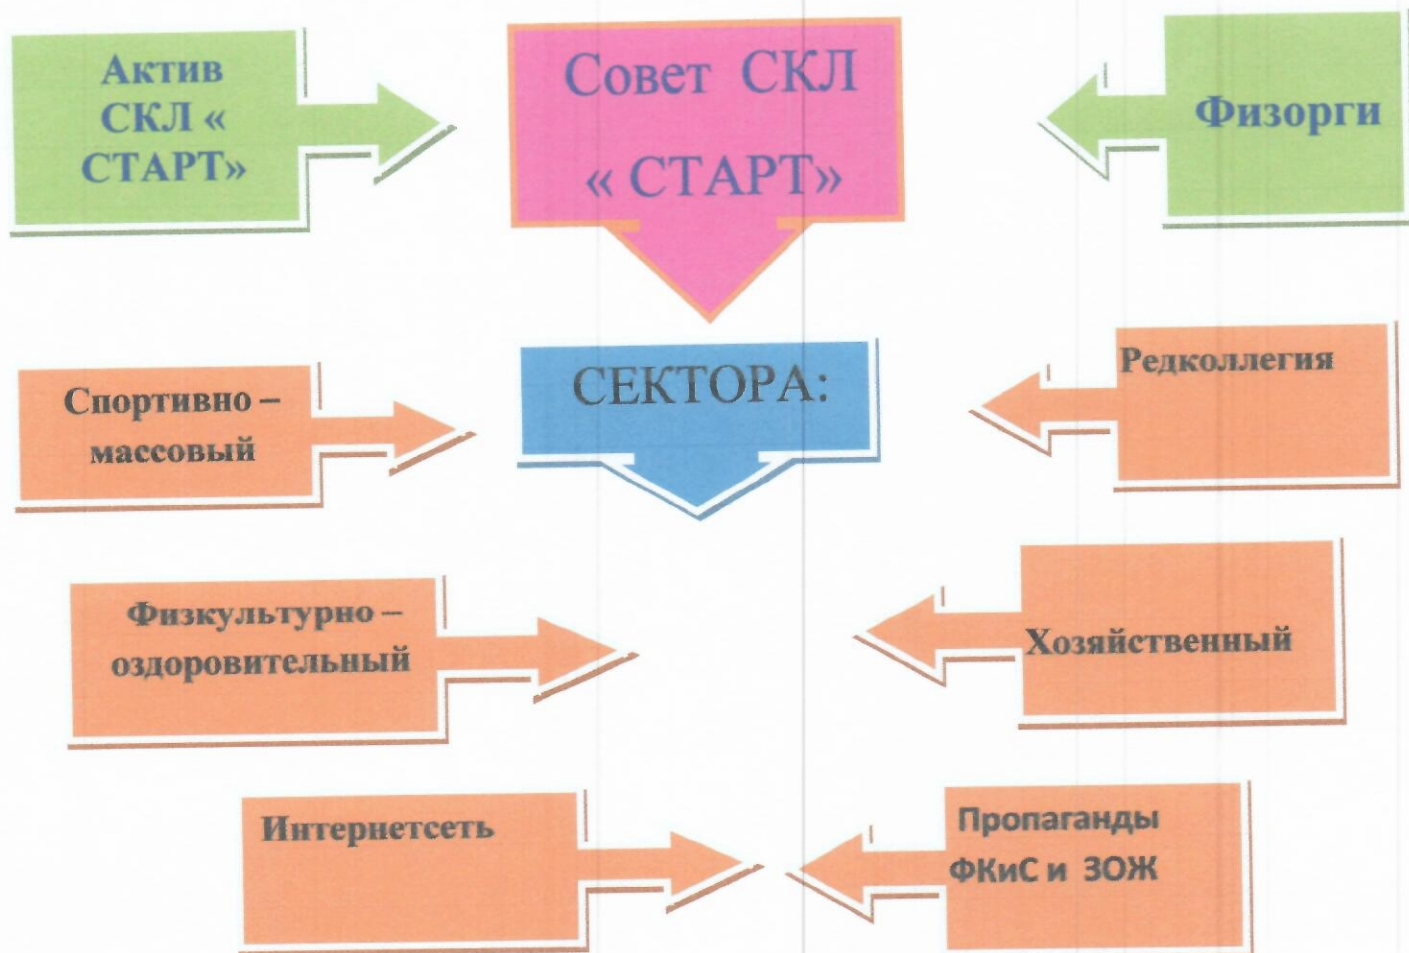 Актив
СКЛ «
СТАРТ»
Совет СКЛ
« СТАРТ»
Физорги
Спортивно –
массовый
СЕКТОРА:
Редколлегия
Физкультурно –
оздоровительный
Хозяйственный
Интернетсеть
Пропаганды
ФКиС и ЗОЖ